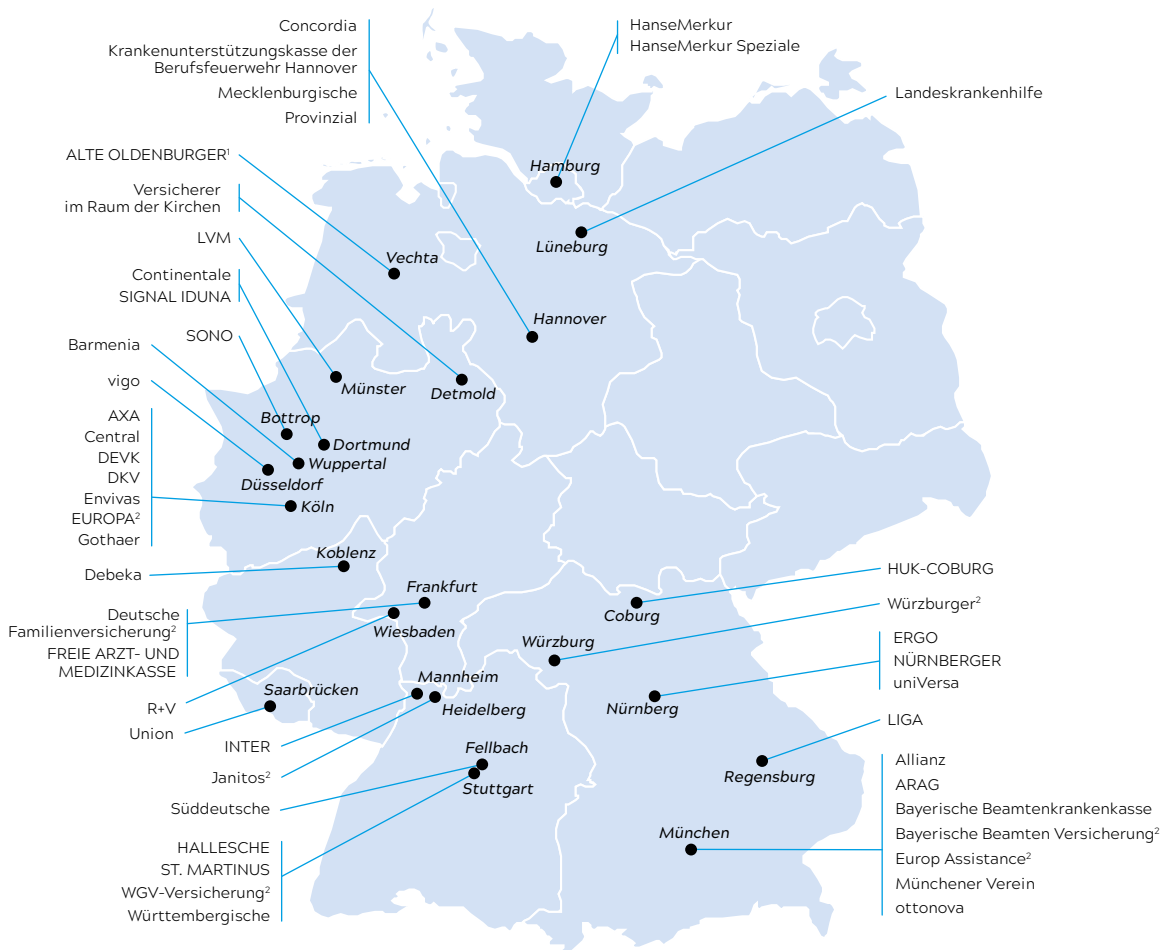 Concordia
Krankenunterstützungskasse der
Berufsfeuerwehr Hannover
Mecklenburgische
Provinzial
HanseMerkur
HanseMerkur Speziale
Landeskrankenhilfe
ALTE OLDENBURGER¹
Versicherer
im Raum der Kirchen
LVM
Continentale
SIGNAL IDUNA
SONO
Barmenia
vigo
AXA
Central
DEVK
DKV
Envivas
EUROPA²
Gothaer
Debeka
Deutsche
Familienversicherung²
FREIE ARZT- UND
MEDIZINKASSE
R+V
Union
INTER
Janitos²
Süddeutsche
HALLESCHE
ST. MARTINUS
WGV-Versicherung²
Württembergische
Hamburg
Lüneburg
Vechta
Hannover
Münster
Detmold
Bottrop
Dortmund
Wuppertal
Düsseldorf
Köln
Koblenz
Frankfurt
Wiesbaden
Coburg
Würzburg
Mannheim
Saarbrücken
Heidelberg
Nürnberg
Fellbach
Stuttgart
Regensburg
München
HUK-COBURG
Würzburger²
ERGO
NÜRNBERGER
uniVersa
LIGA
Allianz
ARAG
Bayerische Beamtenkrankenkasse
Bayerische Beamten Versicherung²
Europ Assistance²
Münchener Verein
ottonova